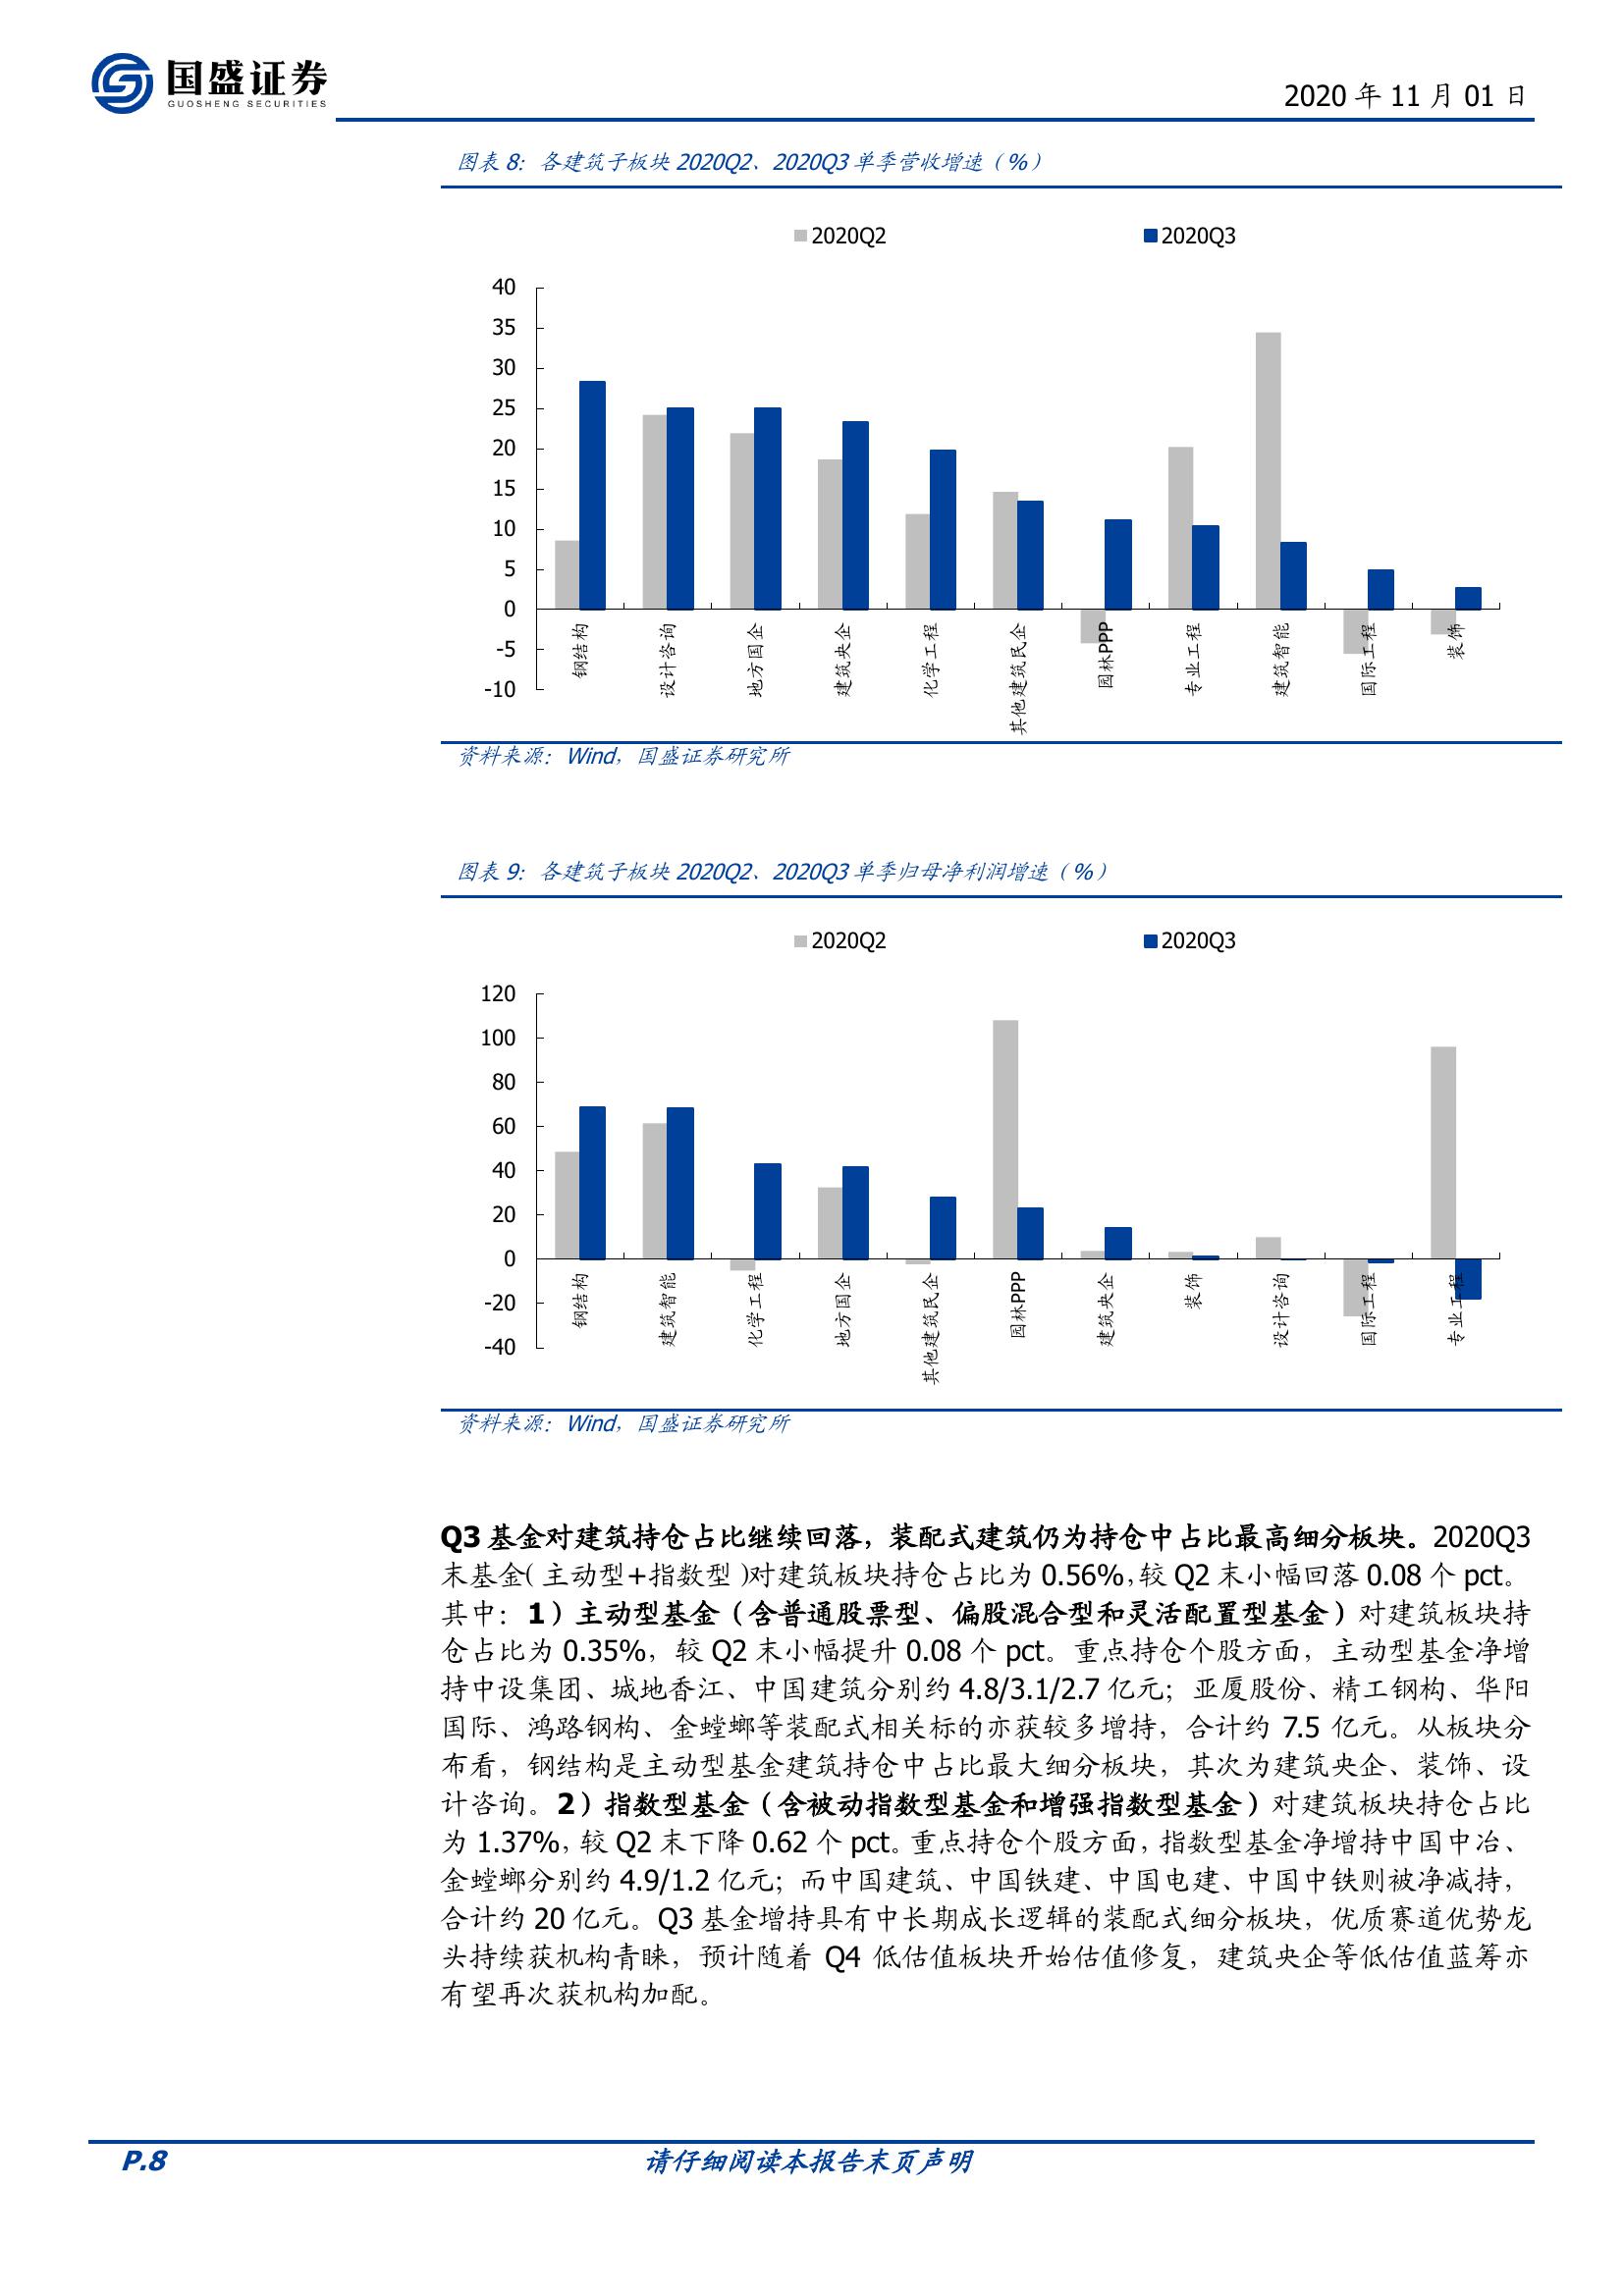 国盛证券
GUOSHENG SECURITIES
2020 年 11 月 01 日
图表 8：各建筑子板块 2020Q2、2020Q3 单季营收增速（%）
2020Q2 2020Q3
40
35
30
25
20
15
10
5
0
-5
-10
钢结构
设计咨询
地方国企
建筑央企
化学工程
其他建筑民企
园林PPP
专业工程
建筑智能
国际工程
装饰
资料来源：Wind，国盛证券研究所
图表 9：各建筑子板块 2020Q2、2020Q3 单季归母净利润增速（%）
2020Q2 2020Q3
120
100
80
60
40
20
0
-20
-40
钢结构
建筑智能
化学工程
地方国企
其他建筑民企
园林PPP
建筑央企
装饰
设计咨询
国际工程
专业工程
资料来源：Wind，国盛证券研究所
Q3 基金对建筑持仓占比继续回落，装配式建筑仍为持仓中占比最高细分板块。2020Q3
末基金（主动型+指数型）对建筑板块持仓占比为 0.56%，较 Q2 末小幅回落 0.08 个 pct。
其中：1）主动型基金（含普通股票型、偏股混合型和灵活配置型基金）对建筑板块持
仓占比为 0.35%，较 Q2 末小幅提升 0.08 个 pct。重点持仓个股方面，主动型基金净增
持中设集团、城地香江、中国建筑分别约 4.8/3.1/2.7 亿元；亚厦股份、精工钢构、华阳
国际、鸿路钢构、金螳螂等装配式相关标的亦获较多增持，合计约 7.5 亿元。从板块分
布看，钢结构是主动型基金建筑持仓中占比最大细分板块，其次为建筑央企、装饰、设
计咨询。2）指数型基金（含被动指数型基金和增强指数型基金）对建筑板块持仓占比
为 1.37%，较 Q2 末下降 0.62 个 pct。重点持仓个股方面，指数型基金净增持中国中冶、
金螳螂分别约 4.9/1.2 亿元；而中国建筑、中国铁建、中国电建、中国中铁则被净减持，
合计约 20 亿元。Q3 基金增持具有中长期成长逻辑的装配式细分板块，优质赛道优势龙
头持续获机构青睐，预计随着 Q4 低估值板块开始估值修复，建筑央企等低估值蓝筹亦
有望再次获机构加配。
P.8
请仔细阅读本报告末页声明